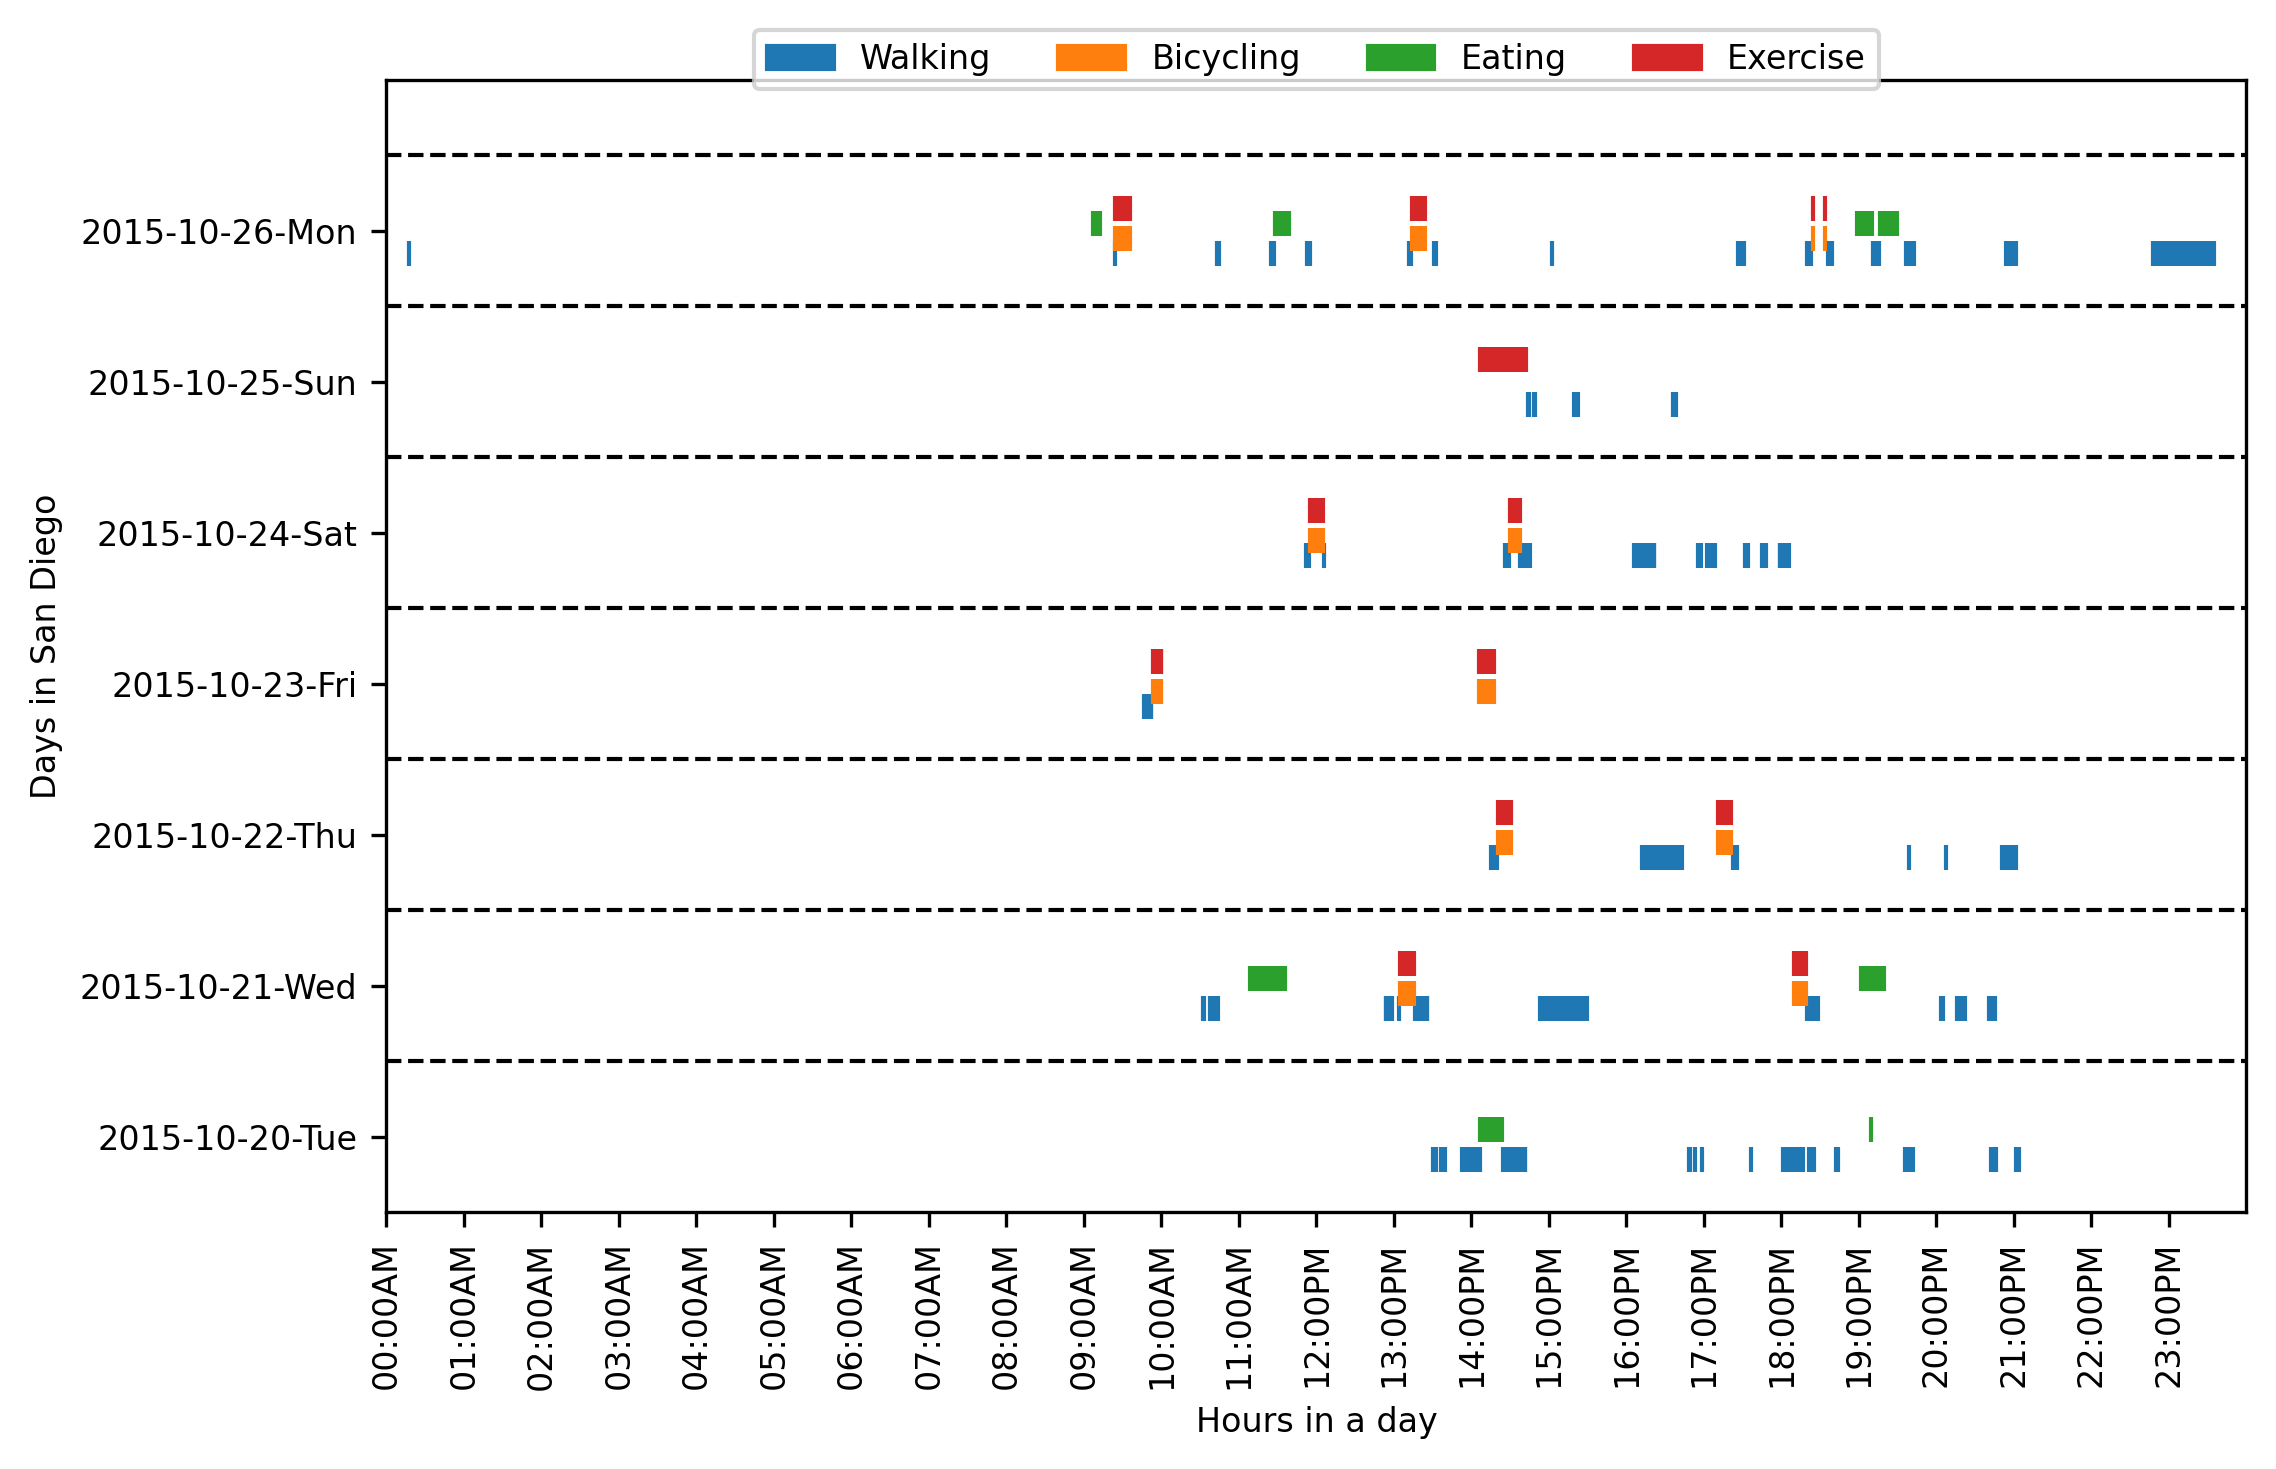 Walking Bicycling Eating Exercise
2015-10-26-Mon
2015-10-25-Sun
2015-10-24-Sat
2015-10-23-Fri
2015-10-22-Thu
2015-10-21-Wed
2015-10-20-Tue
Days in San Diego
00:00AM 01:00AM 02:00AM 03:00AM 04:00AM 05:00AM 06:00AM 07:00AM 08:00AM 09:00AM 10:00AM 11:00AM 12:00PM 13:00PM 14:00PM 15:00PM 16:00PM 17:00PM 18:00PM 19:00PM 20:00PM 21:00PM 22:00PM 23:00PM
Hours in a day